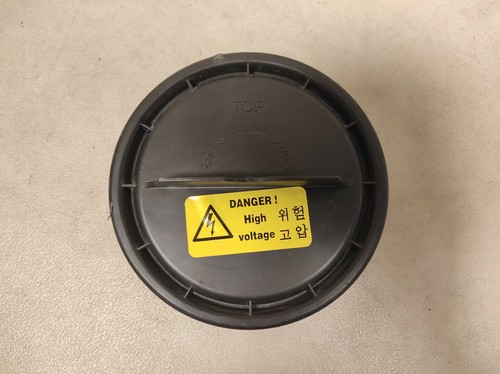 TOP
DANGER !
High 위험
voltage 고압